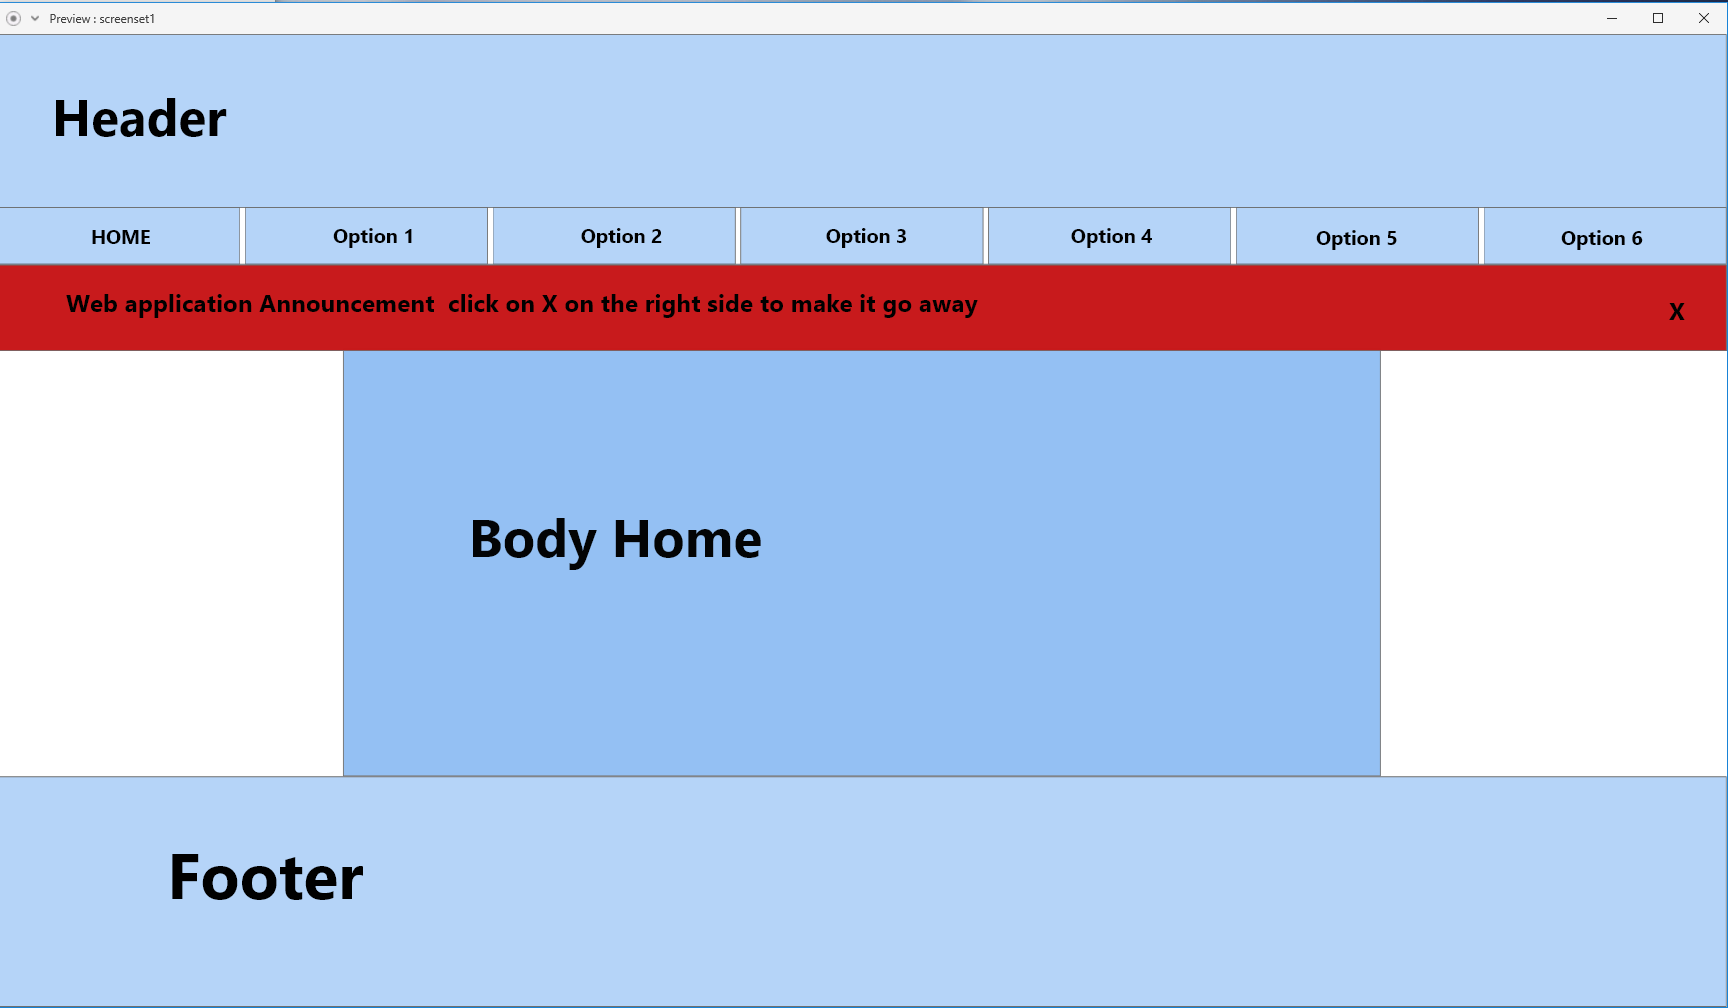 Preview : screenset1
Header
HOME Option 1 Option 2 Option 3 Option 4 Option 5 Option 6
Web application Announcement  click on X on the right side to make it go away X
Body Home
Footer